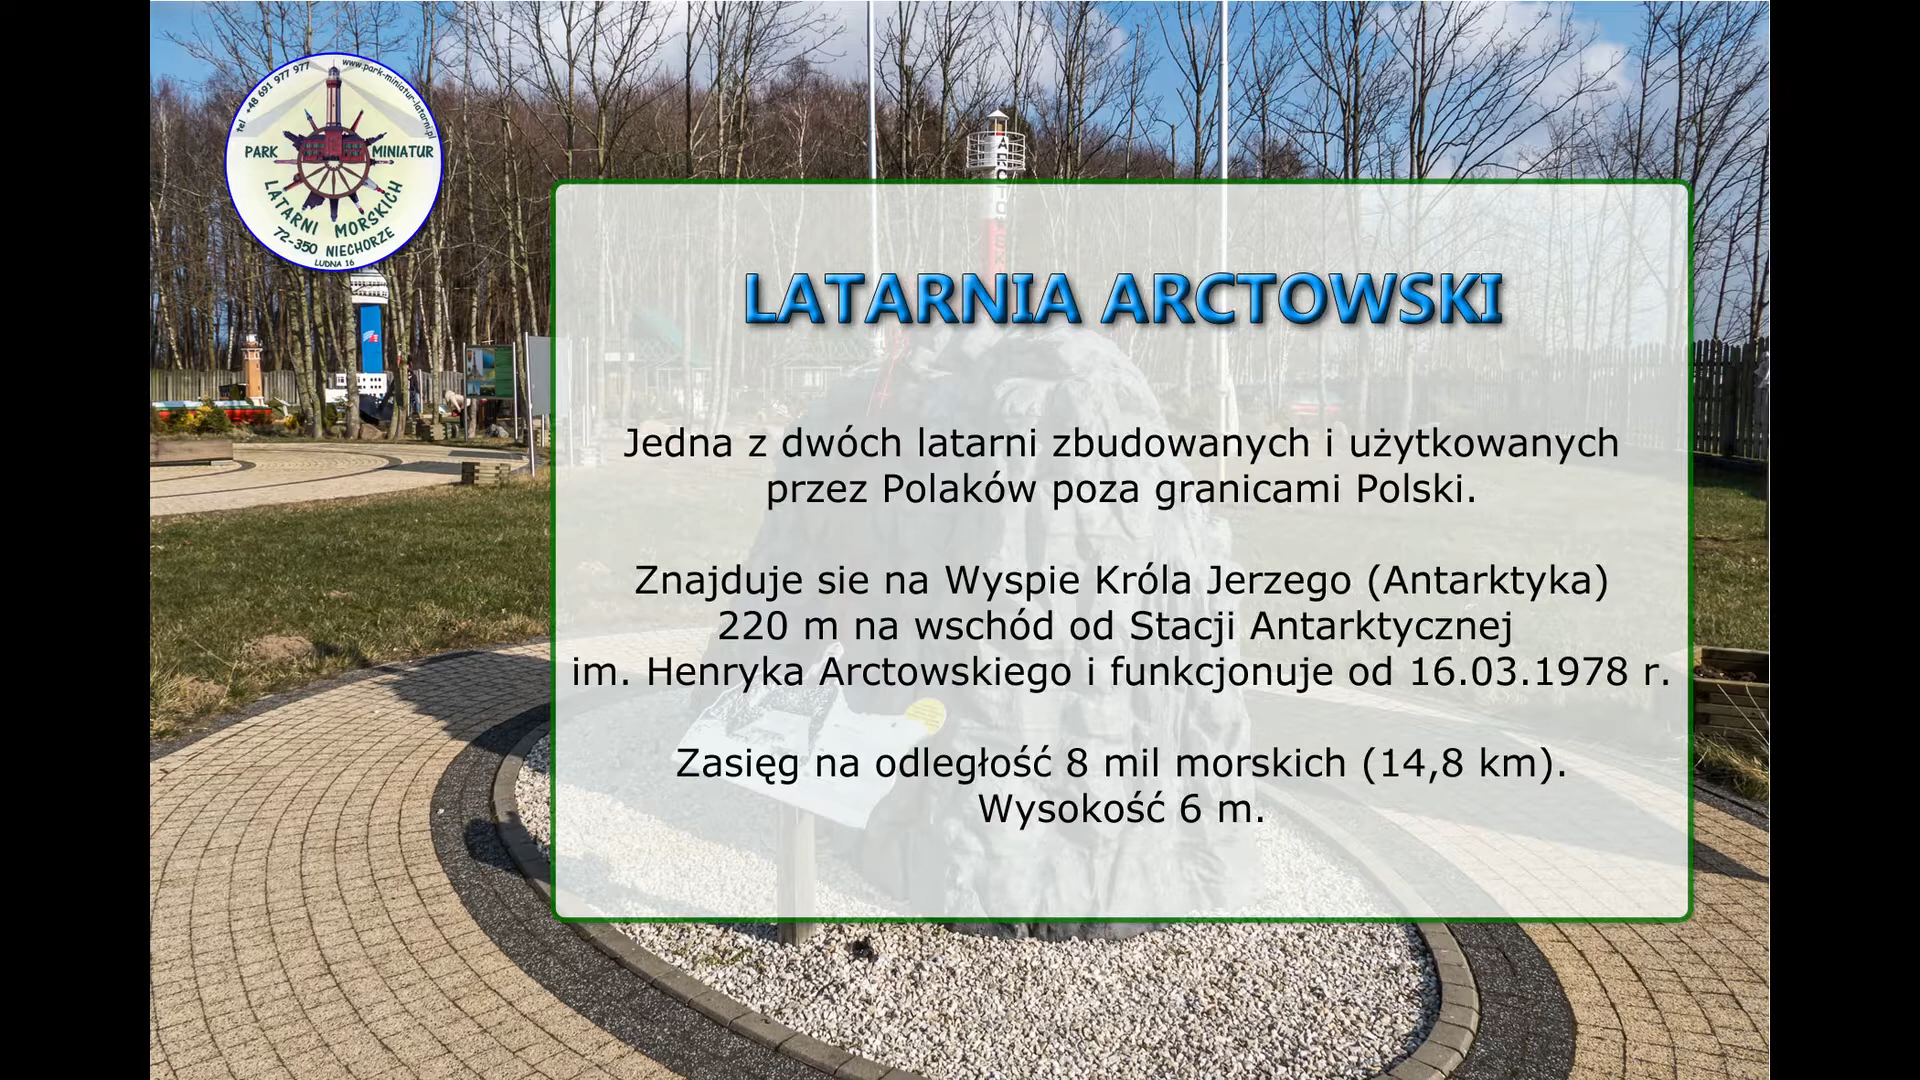 tel +48 691 977 977 www.park-miniatur-latarni.pl
PARK MINIATUR
LATARNI MORSKICH
72-350 NIECHORZE
LUDNA 16
LATARNIA ARCTOWSKI
Jedna z dwóch latarni zbudowanych i użytkowanych
przez Polaków poza granicami Polski.
Znajduje sie na Wyspie Króla Jerzego (Antarktyka)
220 m na wschód od Stacji Antarktycznej
im. Henryka Arctowskiego i funkcjonuje od 16.03.1978 r.
Zasięg na odległość 8 mil morskich (14,8 km).
Wysokość 6 m.